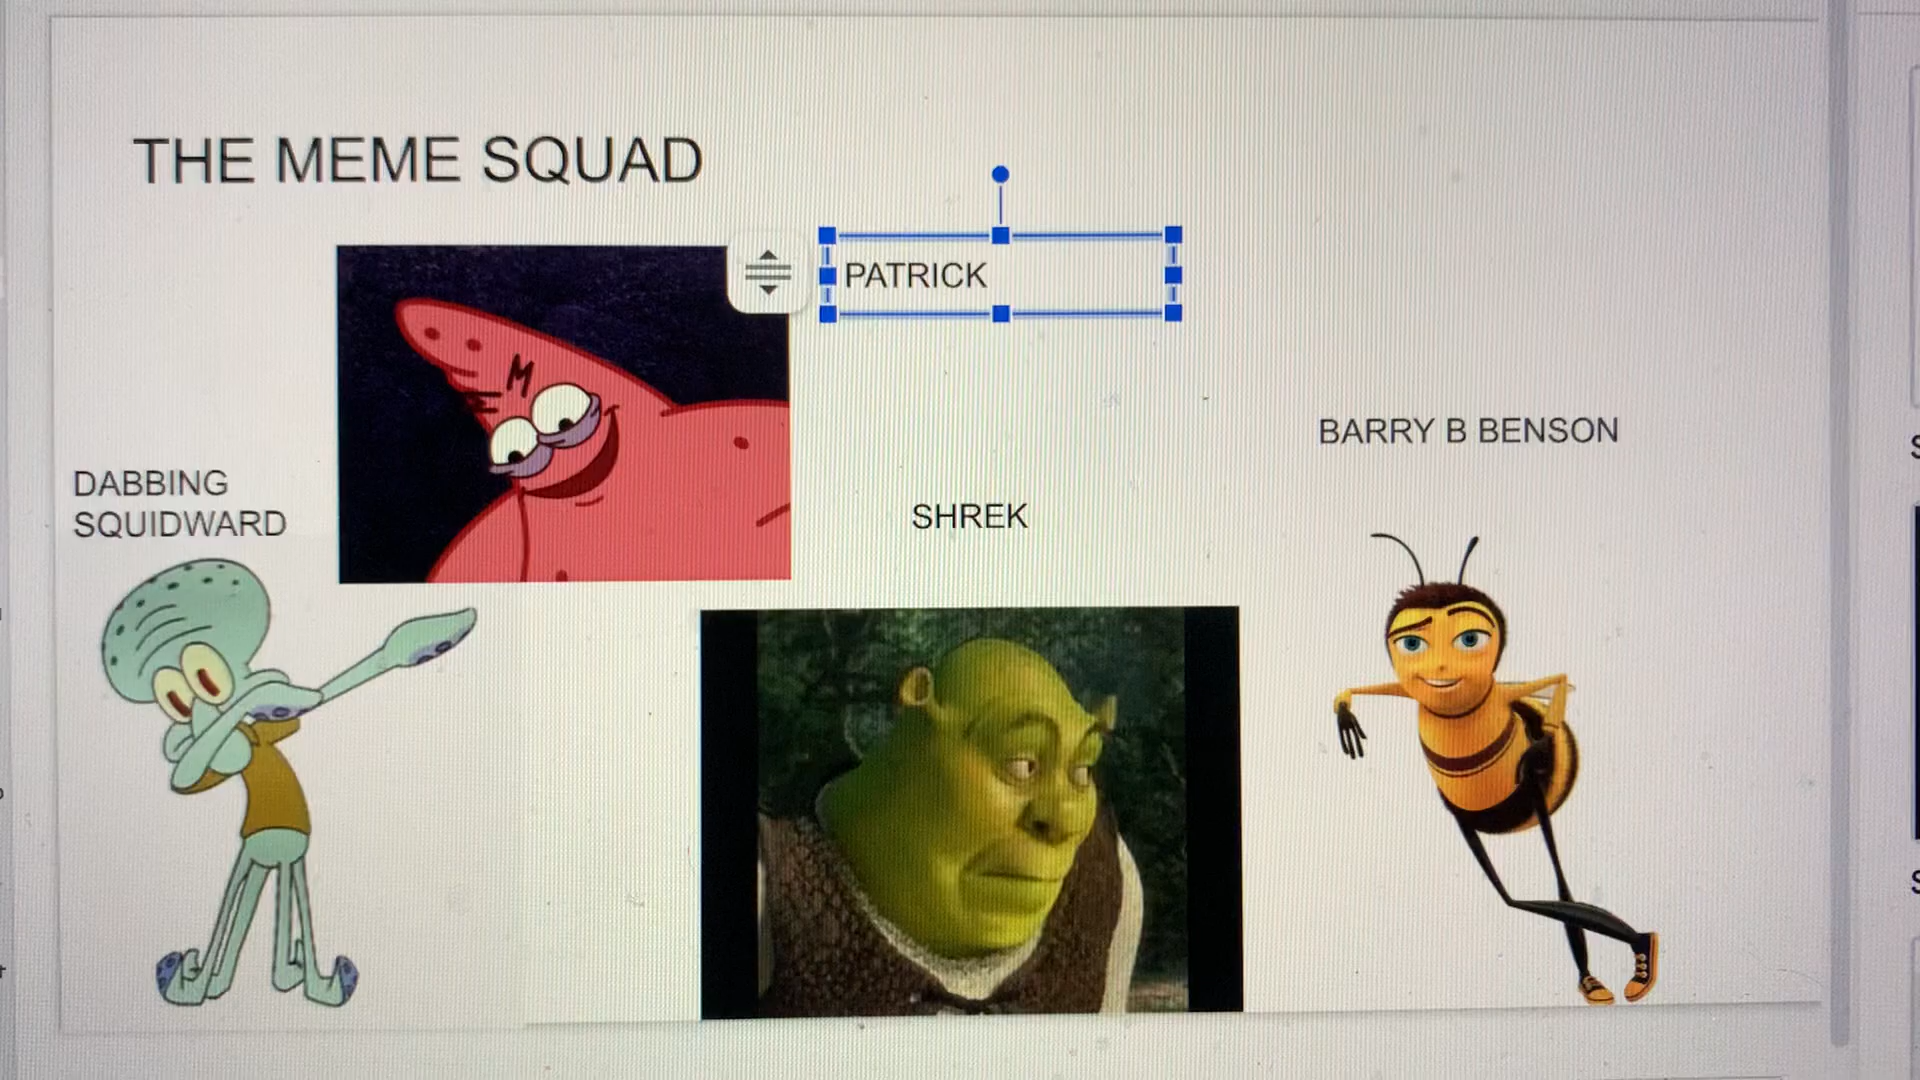 THE MEME SQUAD
PATRICK
BARRY B BENSON
DABBING
SQUIDWARD
SHREK